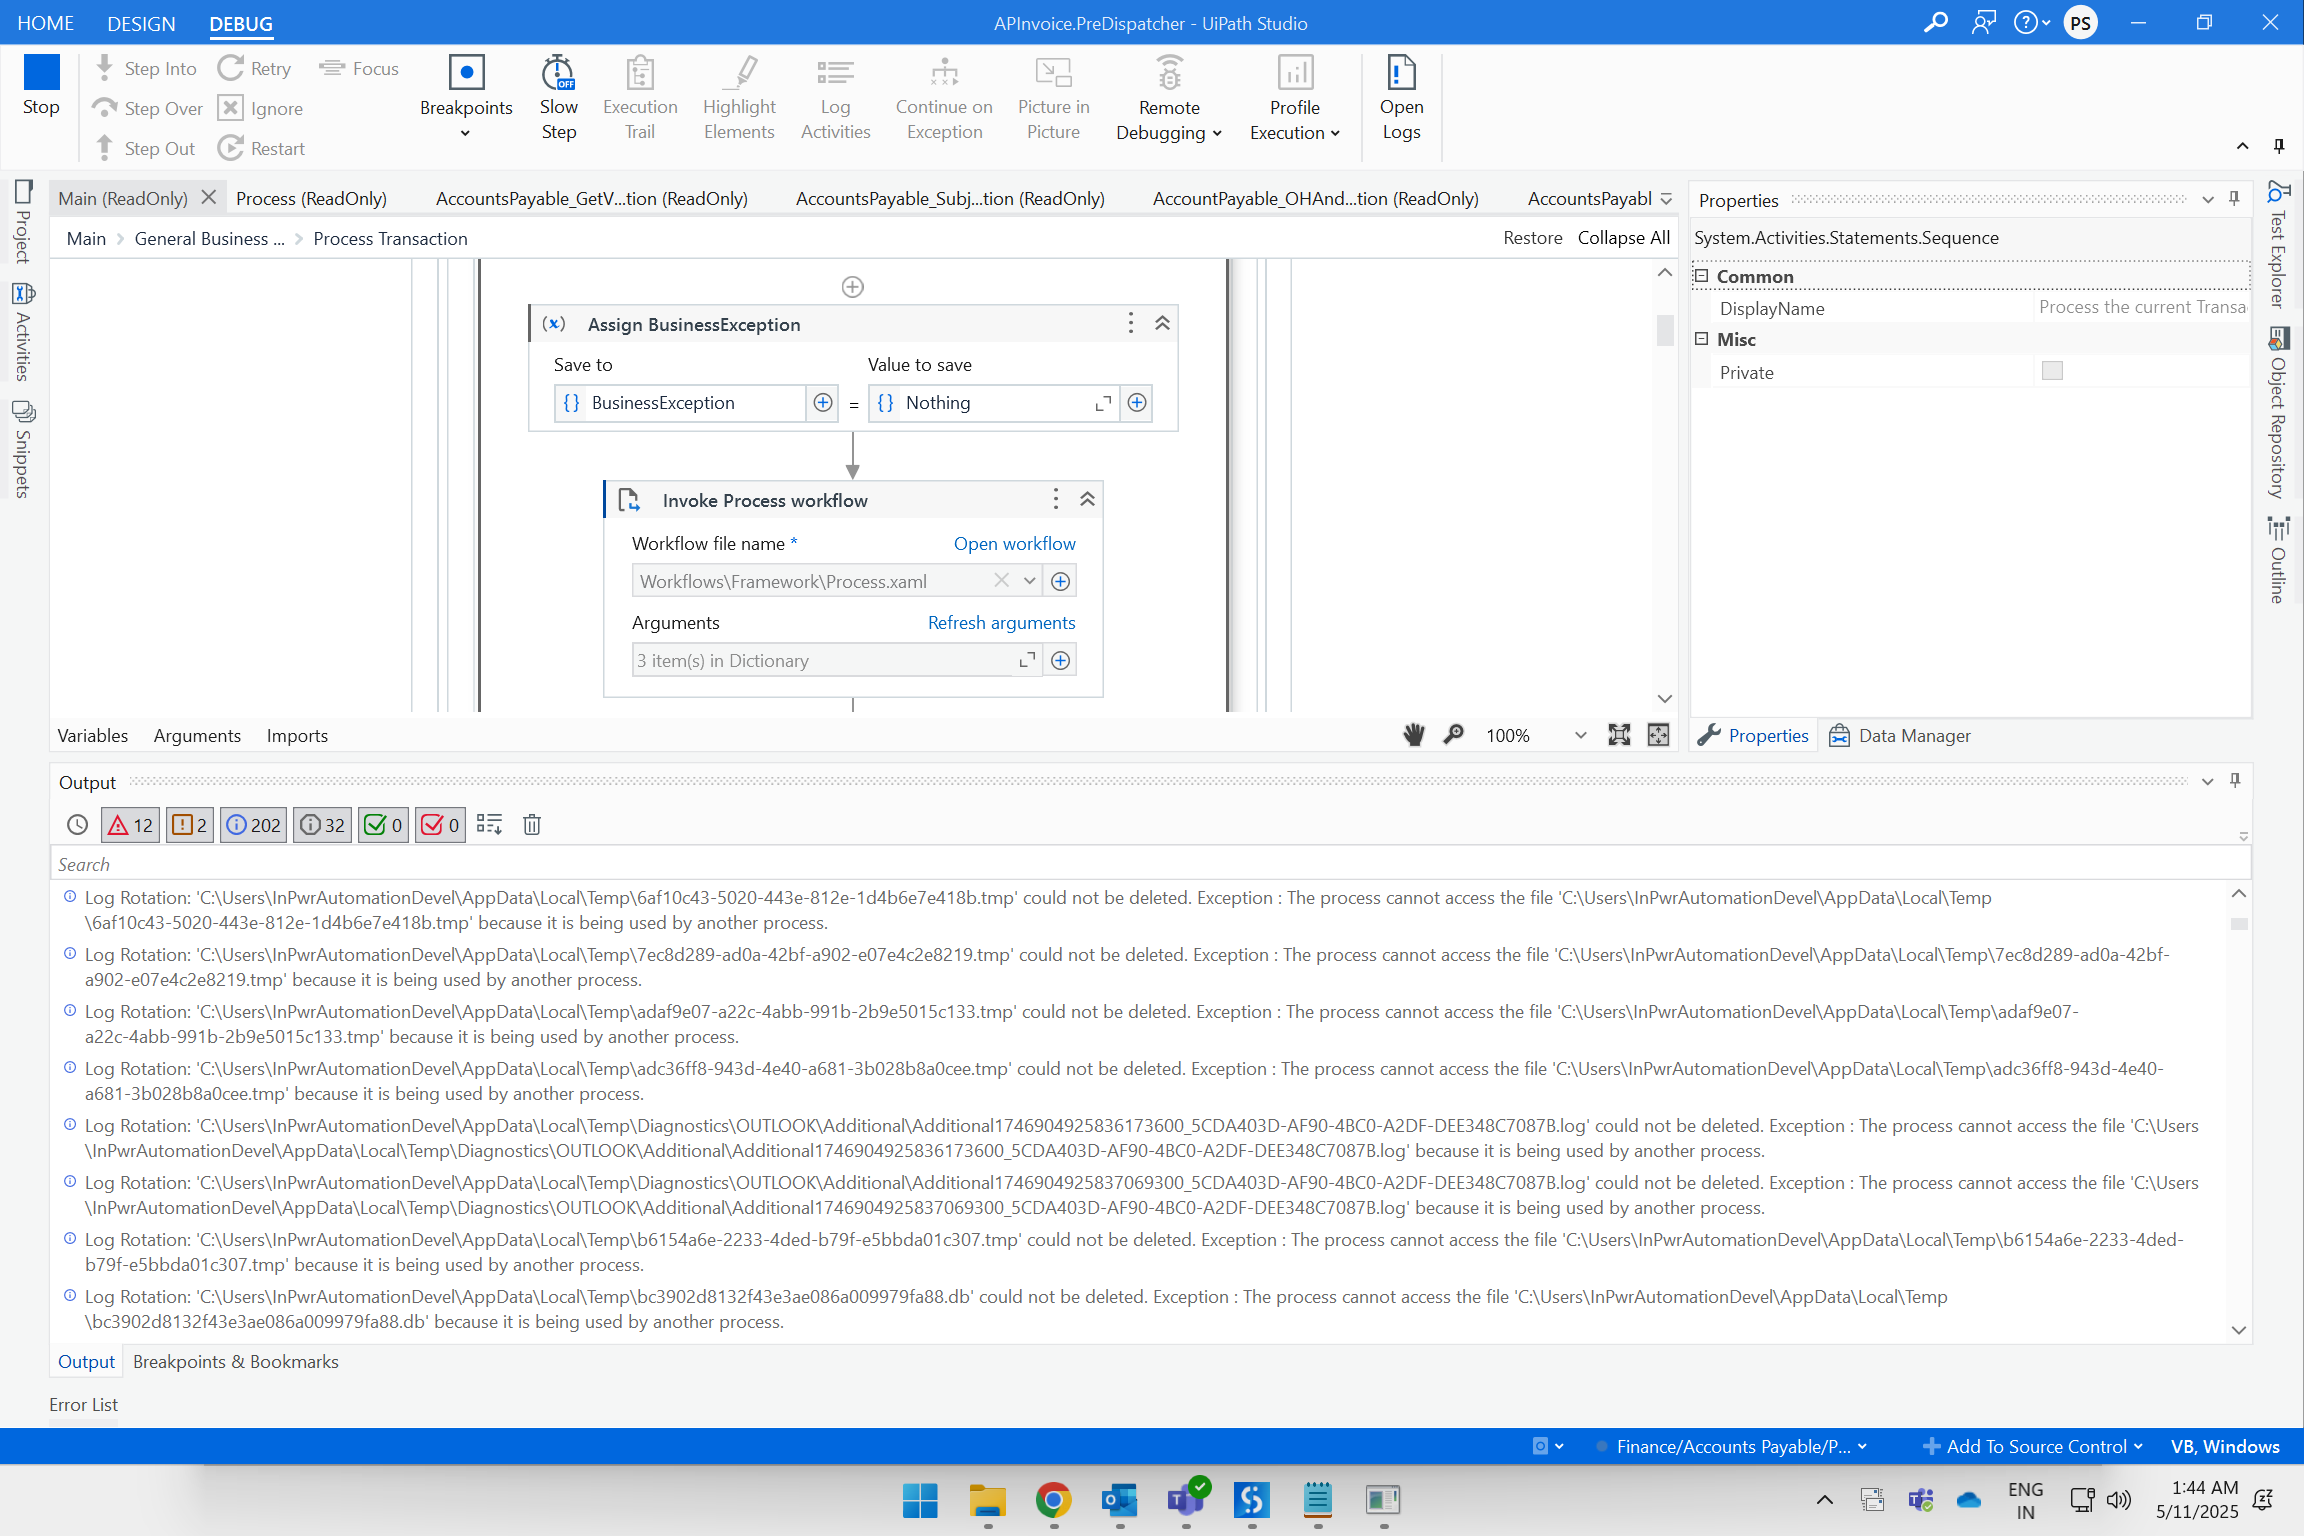 HOME DESIGN DEBUG APInvoice.PreDispatcher - UiPath Studio PS
Stop
Step Into Retry Focus
Step Over Ignore
Step Out Restart
Breakpoints
Slow Step
OFF
Execution Trail
Highlight Elements
Log Activities
Continue on Exception
Picture in Picture
Remote Debugging
Profile Execution
Open Logs
Project
Activities
Snippets
Main (ReadOnly) Process (ReadOnly) AccountsPayable_GetV...tion (ReadOnly) AccountsPayable_Subj...tion (ReadOnly) AccountPayable_OHAnd...tion (ReadOnly) AccountsPayabl
Main General Business ... Process Transaction Restore Collapse All
Assign BusinessException
Save to Value to save
BusinessException = Nothing
Invoke Process workflow
Workflow file name * Open workflow
Workflows\Framework\Process.xaml
Arguments Refresh arguments
3 item(s) in Dictionary
Variables Arguments Imports 100%
Properties
System.Activities.Statements.Sequence
Common
DisplayName Process the current Transa
Misc
Private
Properties Data Manager
Test Explorer
Object Repository
Outline
Output
12 2 202 32 0 0
Search
Log Rotation: 'C:\Users\InPwrAutomationDevel\AppData\Local\Temp\6af10c43-5020-443e-812e-1d4b6e7e418b.tmp' could not be deleted. Exception : The process cannot access the file 'C:\Users\InPwrAutomationDevel\AppData\Local\Temp
\6af10c43-5020-443e-812e-1d4b6e7e418b.tmp' because it is being used by another process.
Log Rotation: 'C:\Users\InPwrAutomationDevel\AppData\Local\Temp\7ec8d289-ad0a-42bf-a902-e07e4c2e8219.tmp' could not be deleted. Exception : The process cannot access the file 'C:\Users\InPwrAutomationDevel\AppData\Local\Temp\7ec8d289-ad0a-42bf-
a902-e07e4c2e8219.tmp' because it is being used by another process.
Log Rotation: 'C:\Users\InPwrAutomationDevel\AppData\Local\Temp\adaf9e07-a22c-4abb-991b-2b9e5015c133.tmp' could not be deleted. Exception : The process cannot access the file 'C:\Users\InPwrAutomationDevel\AppData\Local\Temp\adaf9e07-
a22c-4abb-991b-2b9e5015c133.tmp' because it is being used by another process.
Log Rotation: 'C:\Users\InPwrAutomationDevel\AppData\Local\Temp\adc36ff8-943d-4e40-a681-3b028b8a0cee.tmp' could not be deleted. Exception : The process cannot access the file 'C:\Users\InPwrAutomationDevel\AppData\Local\Temp\adc36ff8-943d-4e40-
a681-3b028b8a0cee.tmp' because it is being used by another process.
Log Rotation: 'C:\Users\InPwrAutomationDevel\AppData\Local\Temp\Diagnostics\OUTLOOK\Additional\Additional1746904925836173600_5CDA403D-AF90-4BC0-A2DF-DEE348C7087B.log' could not be deleted. Exception : The process cannot access the file 'C:\Users
\InPwrAutomationDevel\AppData\Local\Temp\Diagnostics\OUTLOOK\Additional\Additional1746904925836173600_5CDA403D-AF90-4BC0-A2DF-DEE348C7087B.log' because it is being used by another process.
Log Rotation: 'C:\Users\InPwrAutomationDevel\AppData\Local\Temp\Diagnostics\OUTLOOK\Additional\Additional1746904925837069300_5CDA403D-AF90-4BC0-A2DF-DEE348C7087B.log' could not be deleted. Exception : The process cannot access the file 'C:\Users
\InPwrAutomationDevel\AppData\Local\Temp\Diagnostics\OUTLOOK\Additional\Additional1746904925837069300_5CDA403D-AF90-4BC0-A2DF-DEE348C7087B.log' because it is being used by another process.
Log Rotation: 'C:\Users\InPwrAutomationDevel\AppData\Local\Temp\b6154a6e-2233-4ded-b79f-e5bbda01c307.tmp' could not be deleted. Exception : The process cannot access the file 'C:\Users\InPwrAutomationDevel\AppData\Local\Temp\b6154a6e-2233-4ded-
b79f-e5bbda01c307.tmp' because it is being used by another process.
Log Rotation: 'C:\Users\InPwrAutomationDevel\AppData\Local\Temp\bc3902d8132f43e3ae086a009979fa88.db' could not be deleted. Exception : The process cannot access the file 'C:\Users\InPwrAutomationDevel\AppData\Local\Temp
\bc3902d8132f43e3ae086a009979fa88.db' because it is being used by another process.
Output Breakpoints & Bookmarks
Error List
Finance/Accounts Payable/P... Add To Source Control VB, Windows
ENG IN
1:44 AM
5/11/2025